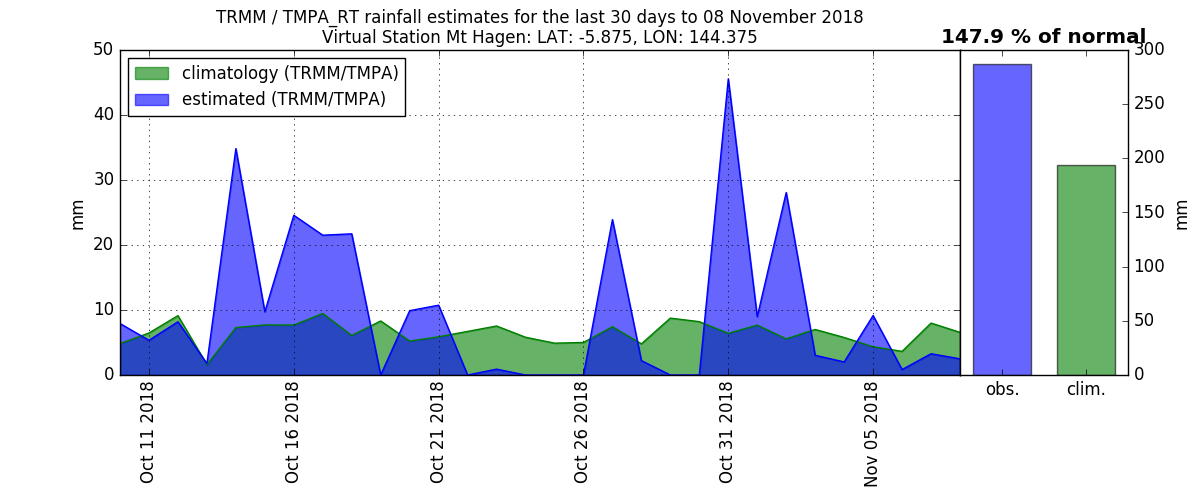 TRMM / TMPA_RT rainfall estimates for the last 30 days to 08 November 2018
Virtual Station Mt Hagen: LAT: -5.875, LON: 144.375
147.9 % of normal
climatology (TRMM/TMPA)
estimated (TRMM/TMPA)
mm
50
40
30
20
10
0
Oct 11 2018
Oct 16 2018
Oct 21 2018
Oct 26 2018
Oct 31 2018
Nov 05 2018
300
250
200
150
100
50
0
mm
obs.
clim.